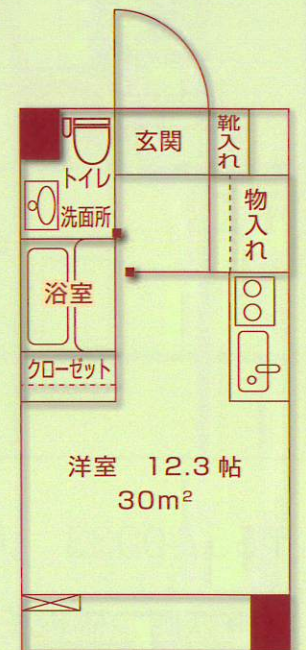 玄関
靴入れ
トイレ
洗面所
物入れ
浴室
クローゼット
洋室 12.3帖
30m²